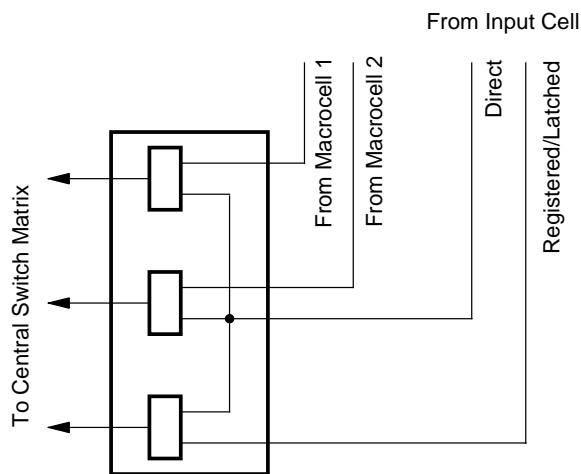 From Input Cell
From Macrocell 1
From Macrocell 2
Direct
Registered/Latched
To Central Switch Matrix